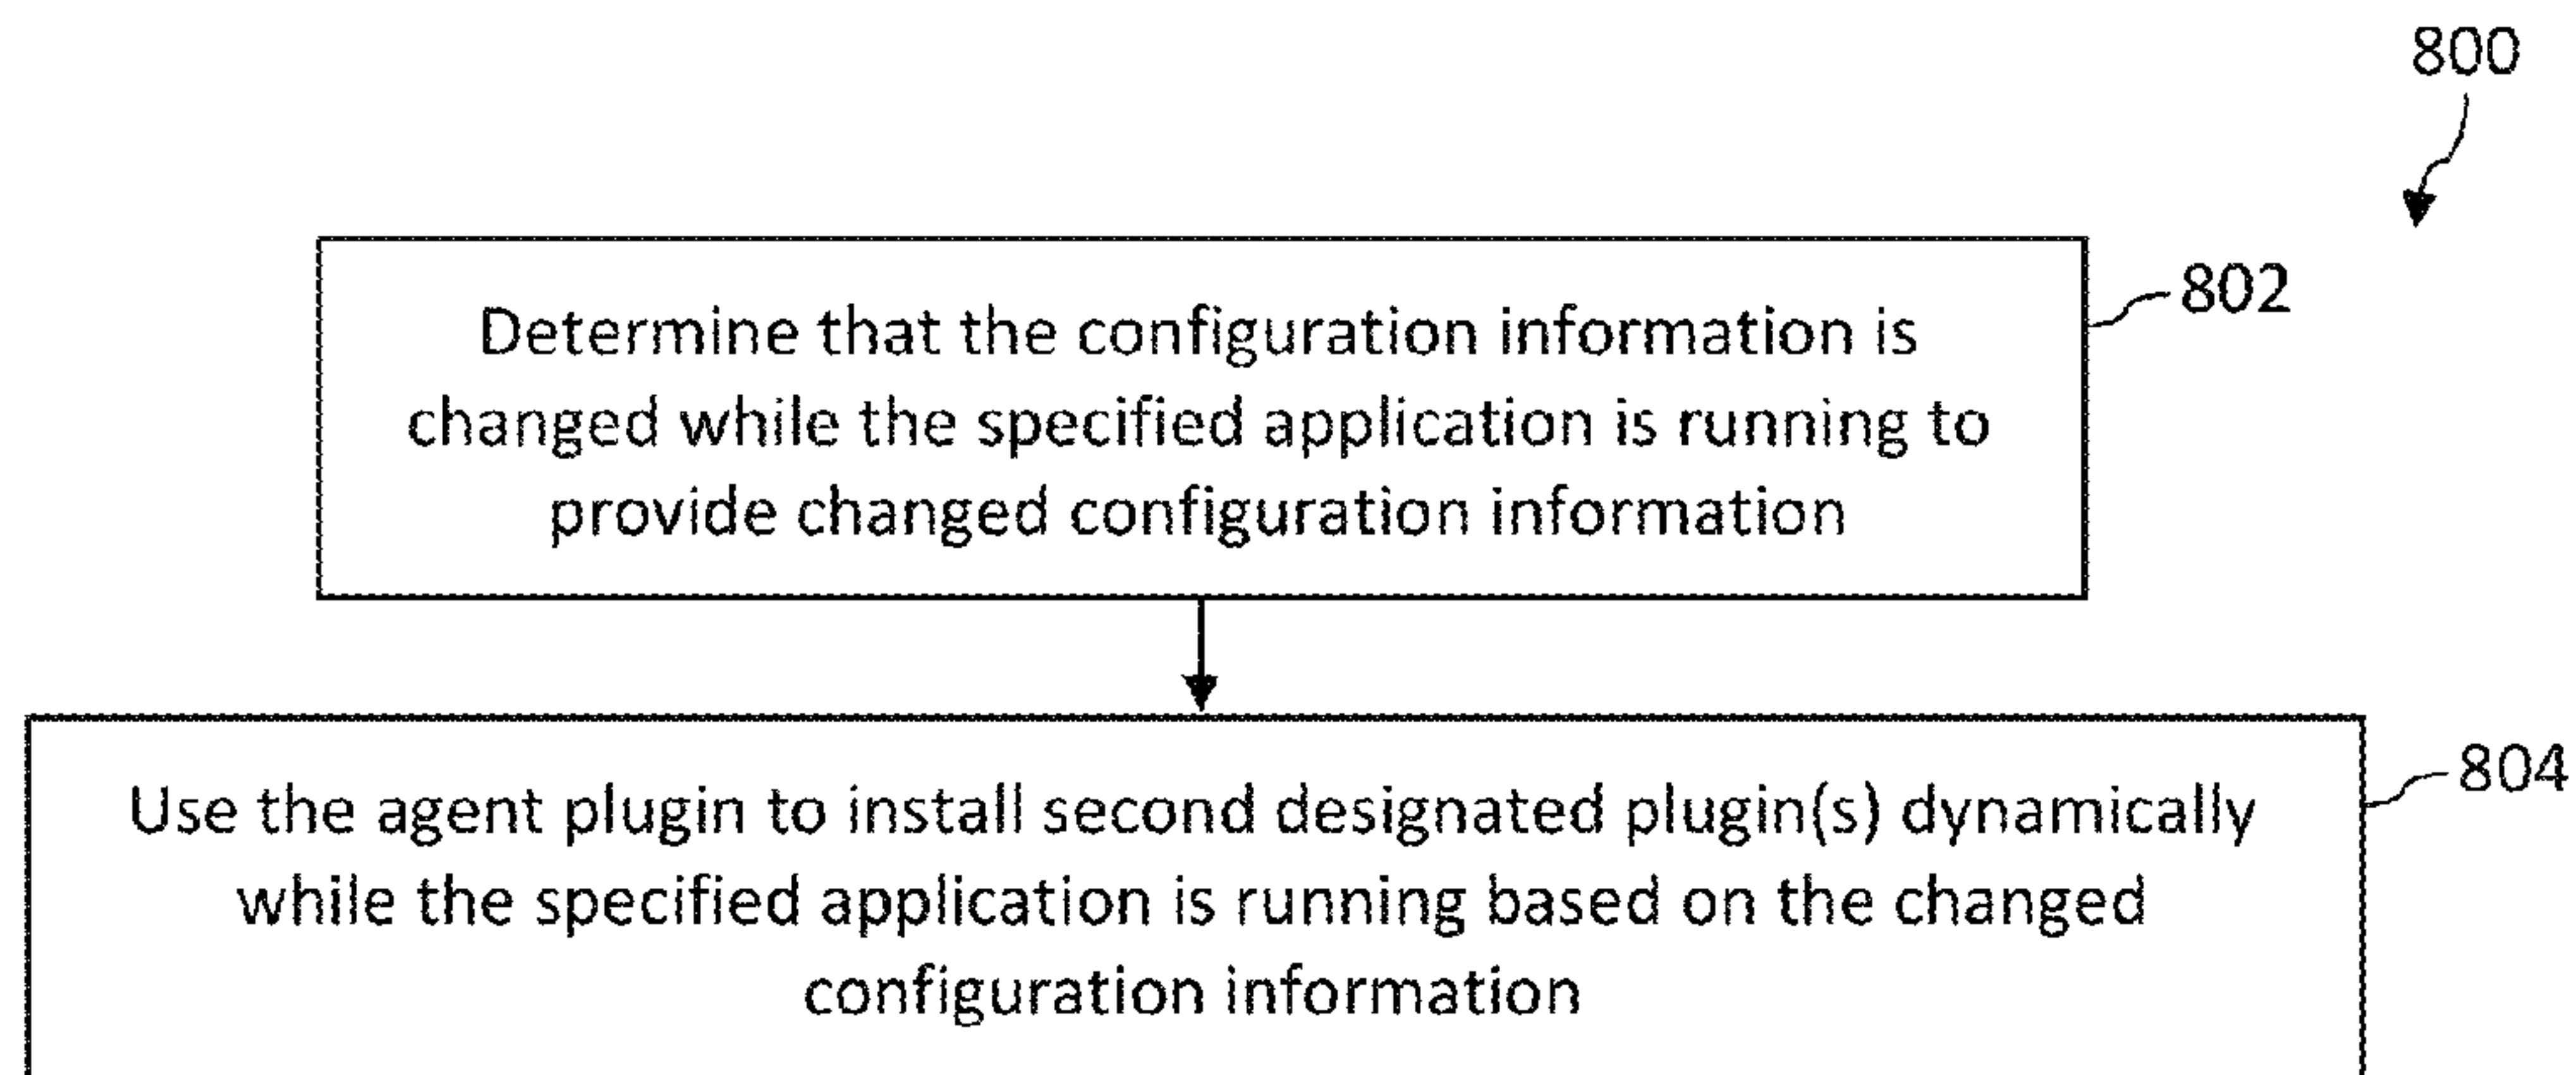 800
802
Determine that the configuration information is
changed while the specified application is running to
provide changed configuration information
804
Use the agent plugin to install second designated plugin(s) dynamically
while the specified application is running based on the changed
configuration information